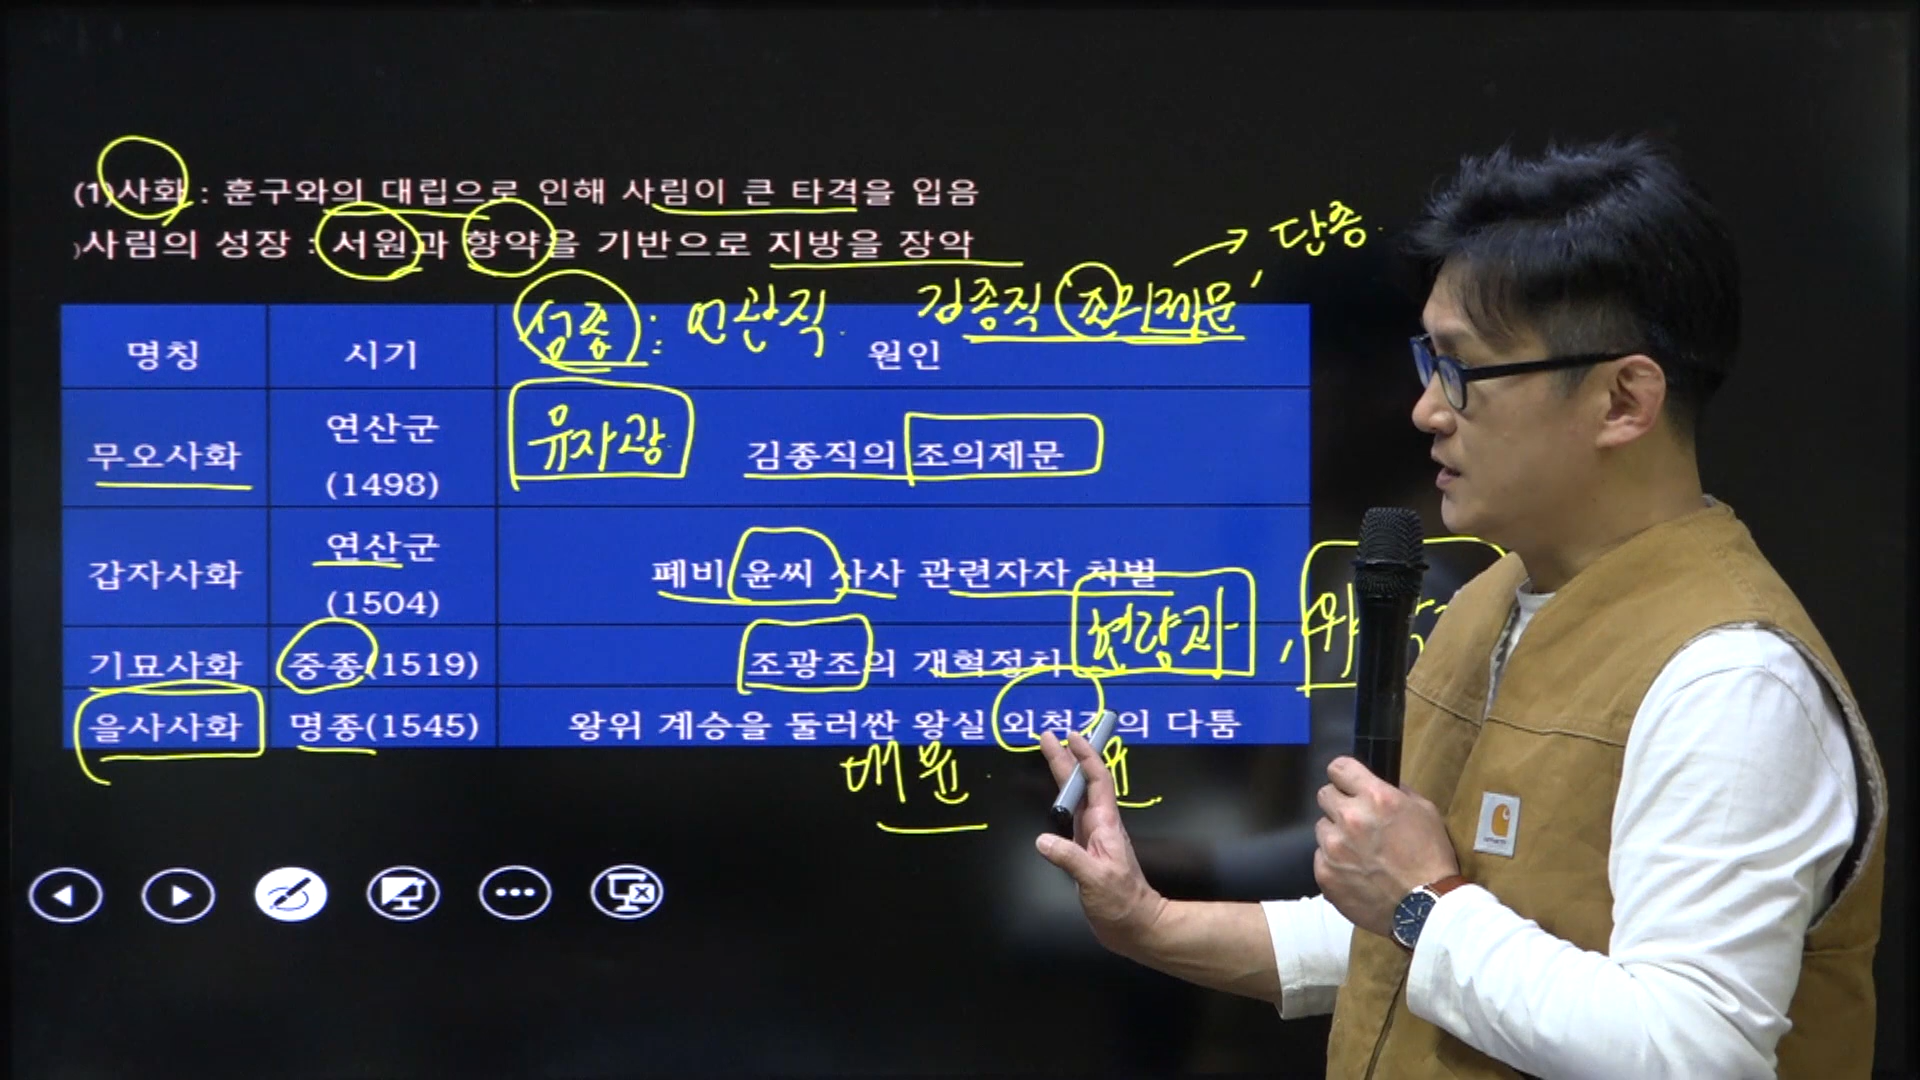 (1)사화 : 훈구와의 대립으로 인해 사림이 큰 타격을 입음
)사림의 성장 : 서원과 향약을 기반으로 지방을 장악
→ 단종.
성종 : 언관직. 김종직 조의제문
명칭 시기 원인
무오사화 연산군 (1498) 유자광 김종직의 조의제문
갑자사화 연산군 (1504) 폐비 윤씨 사사 관련자자 처벌
기묘사화 중종(1519) 조광조의 개혁정치 현량과, 위
을사사화 명종(1545) 왕위 계승을 둘러싼 왕실 외척간의 다툼
대윤. 윤